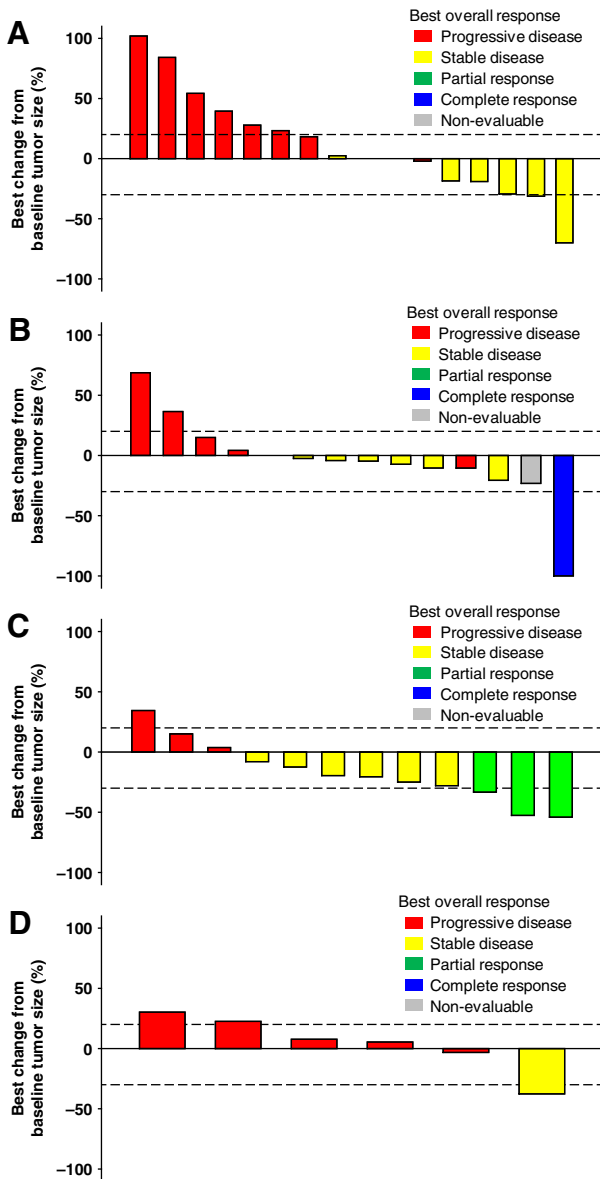 A
Best change from
baseline tumor size (%)
100
50
0
−50
−100
Best overall response
Progressive disease
Stable disease
Partial response
Complete response
Non-evaluable
B
Best change from
baseline tumor size (%)
100
50
0
−50
−100
Best overall response
Progressive disease
Stable disease
Partial response
Complete response
Non-evaluable
C
Best change from
baseline tumor size (%)
100
50
0
−50
−100
Best overall response
Progressive disease
Stable disease
Partial response
Complete response
Non-evaluable
D
Best change from
baseline tumor size (%)
100
50
0
−50
−100
Best overall response
Progressive disease
Stable disease
Partial response
Complete response
Non-evaluable